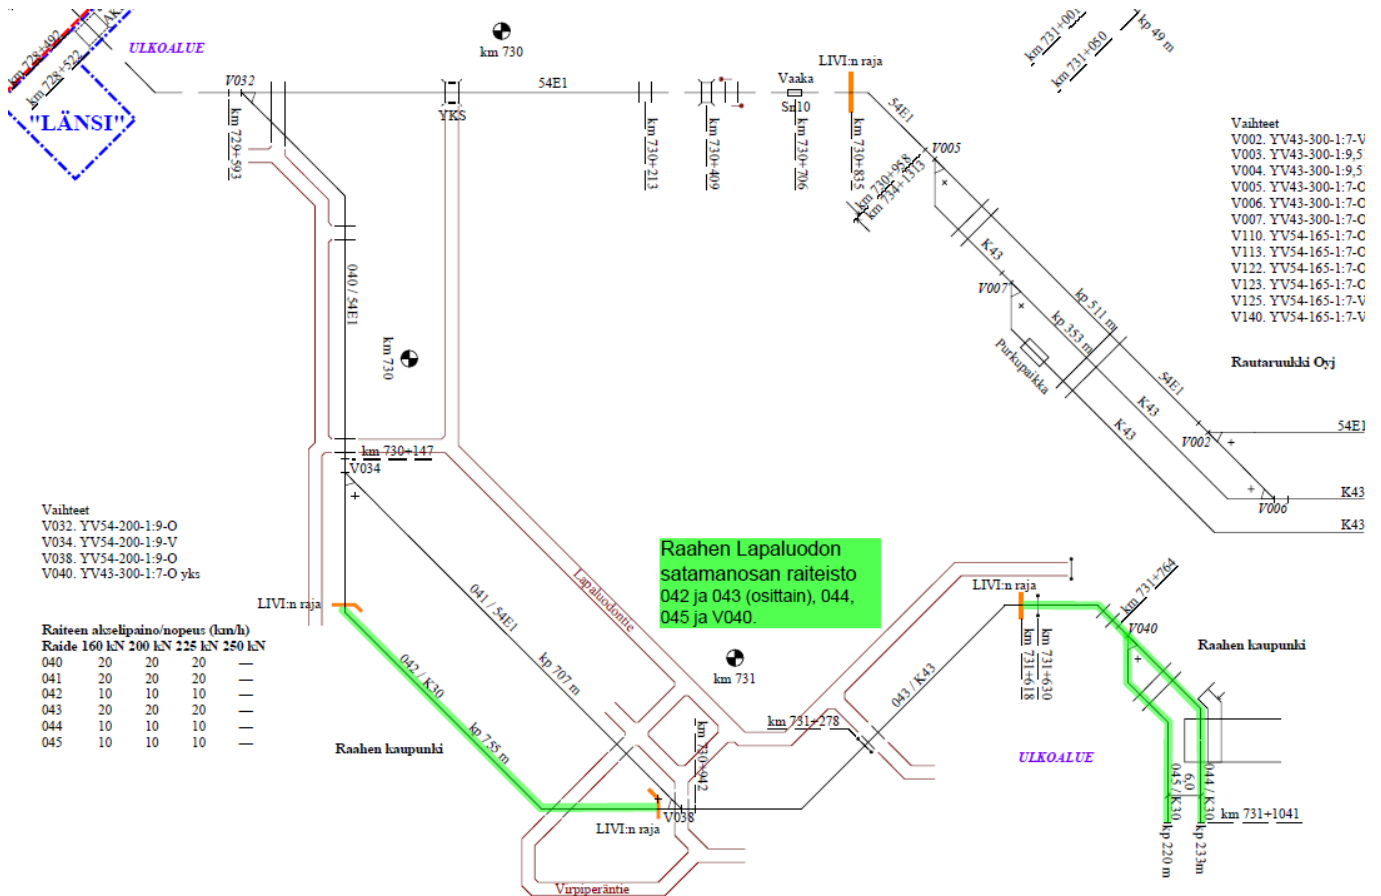 km 728+492
km 728+522
AK
ULKOALUE
"LÄNSI"
V032
km 729+593
km 730
54E1
YKS
km 730+213
km 730+409
Vaaka
Sn10
km 730+706
LIVI:n raja
km 730+835
54E1
km 730+958
km 734+1313
V005
km 731+001
km 731+050
kp 49 m
Vaihteet
V002. YV43-300-1:7-V
V003. YV43-300-1:9,5
V004. YV43-300-1:9,5
V005. YV43-300-1:7-O
V006. YV43-300-1:7-O
V007. YV43-300-1:7-O
V110. YV54-165-1:7-O
V113. YV54-165-1:7-O
V122. YV54-165-1:7-O
V123. YV54-165-1:7-O
V125. YV54-165-1:7-V
V140. YV54-165-1:7-V
Rautaruukki Oyj
K43
V007
kp 511 m
kp 353 m
Purkupaikka
54E1
K43
K43
V002
54E1
V006
K43
K43
040 / 54E1
km 730
km 730+147
V034
Vaihteet
V032. YV54-200-1:9-O
V034. YV54-200-1:9-V
V038. YV54-200-1:9-O
V040. YV43-300-1:7-O yks
LIVI:n raja
Raiteen akselipaino/nopeus (km/h)
Raide 160 kN 200 kN 225 kN 250 kN
040 20 20 20 —
041 20 20 20 —
042 10 10 10 —
043 20 20 20 —
044 10 10 10 —
045 10 10 10 —
041 / 54E1
kp 707 m
042 / K30
kp 755 m
Raahen kaupunki
Lapaluodontie
Raahen Lapaluodon
satamanosan raiteisto
042 ja 043 (osittain), 044,
045 ja V040.
km 731
km 730+942
V038
LIVI:n raja
Virpiperäntie
km 731+278
043 / K43
LIVI:n raja
km 731+618
km 731+630
km 731+764
V040
Raahen kaupunki
ULKOALUE
045 / K30
6,0
044 / K30
kp 220 m
kp 233m
km 731+1041